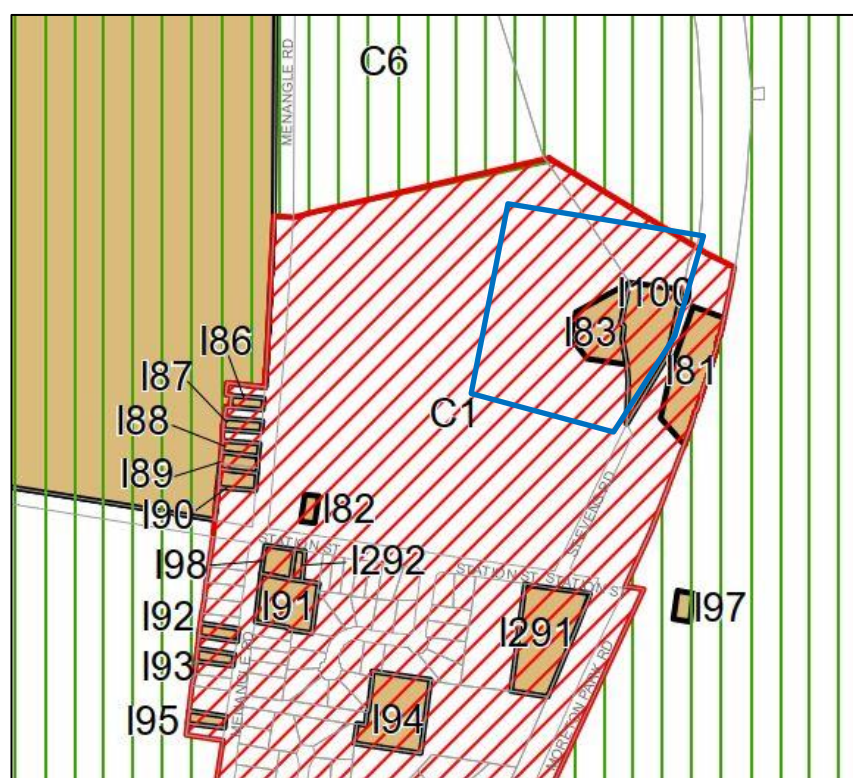 MENANGLE RD
C6
I100
I83
I86
I81
I87
I88
C1
I89
I90
I82
STEVENS RD
STATION ST
I98
I292
STATION ST
STATION ST
I91
I97
I92
I291
I93
MENANGLE RD
I95
I94
MORETON PARK RD